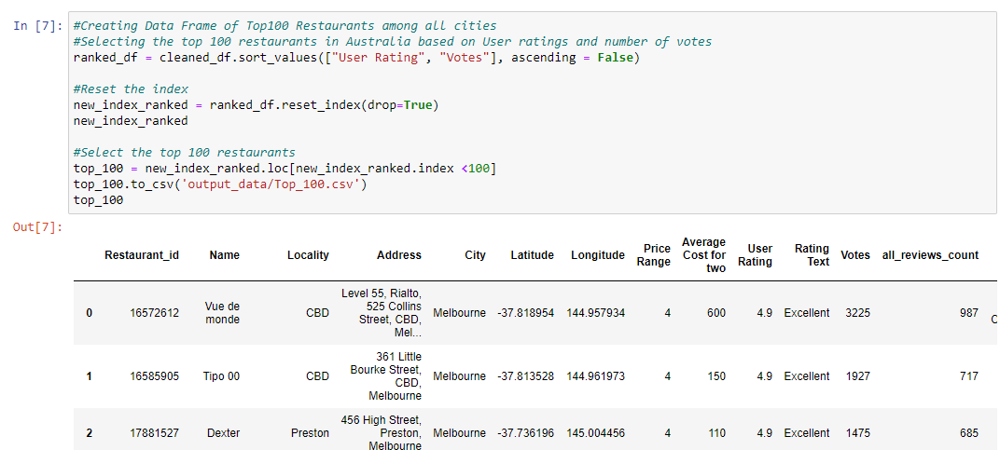 In [7]: #Creating Data Frame of Top100 Restaurants among all cities
#Selecting the top 100 restaurants in Australia based on User ratings and number of votes
ranked_df = cleaned_df.sort_values(["User Rating", "Votes"], ascending = False)
#Reset the index
new_index_ranked = ranked_df.reset_index(drop=True)
new_index_ranked
#Select the top 100 restaurants
top_100 = new_index_ranked.loc[new_index_ranked.index <100]
top_100.to_csv('output_data/Top_100.csv')
top_100
Out[7]:
Restaurant_id Name Locality Address City Latitude Longitude Price Range Average Cost for two User Rating Rating Text Votes all_reviews_count
0 16572612 Vue de monde CBD Level 55, Rialto, 525 Collins Street, CBD, Mel... Melbourne -37.818954 144.957934 4 600 4.9 Excellent 3225 987
1 16585905 Tipo 00 CBD 361 Little Bourke Street, CBD, Melbourne Melbourne -37.813528 144.961973 4 150 4.9 Excellent 1927 717
2 17881527 Dexter Preston 456 High Street, Preston, Melbourne Melbourne -37.736196 145.004456 4 110 4.9 Excellent 1475 685